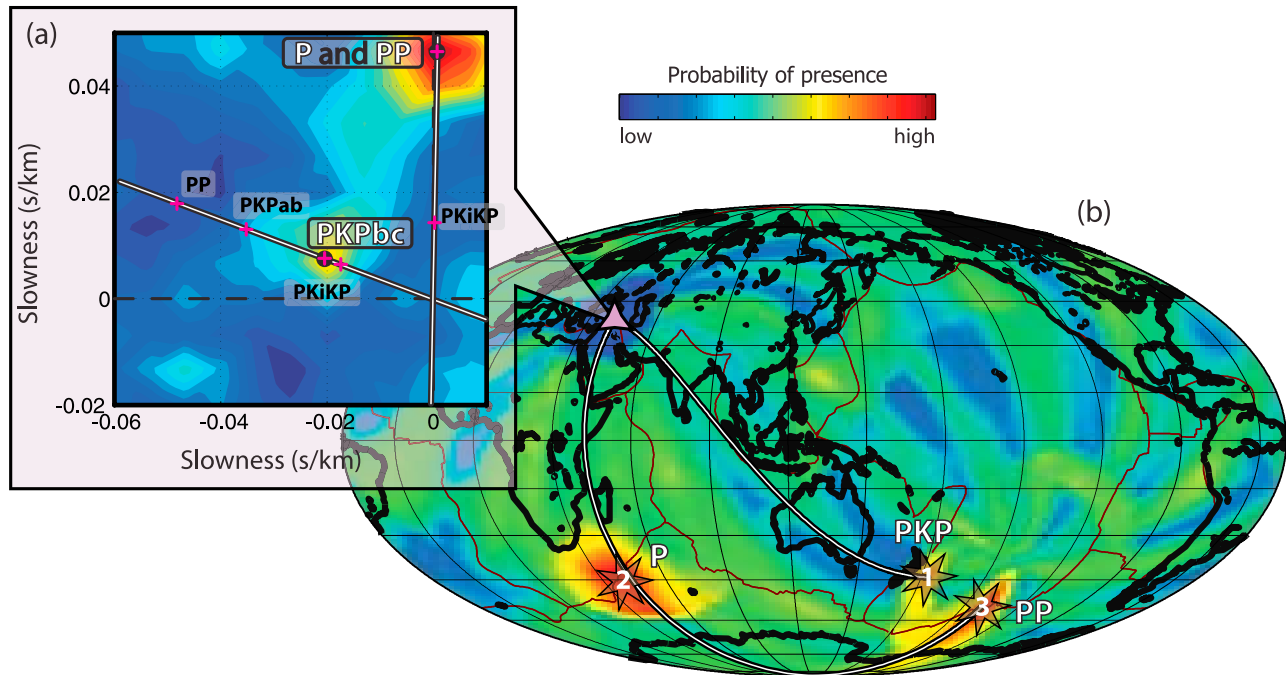 (a)
P and PP
Probability of presence
low
high
0.04
0.02
0
-0.02
Slowness (s/km)
PP
PKPab
PKiKP
PKPbc
PKiKP
-0.06
-0.04
-0.02
0
Slowness (s/km)
(b)
PKP
1
P
2
3
PP